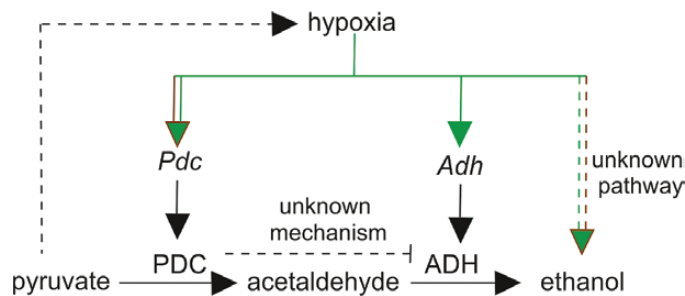 hypoxia
Pdc
Adh
unknown
pathway
unknown
mechanism
PDC
ADH
pyruvate
acetaldehyde
ethanol